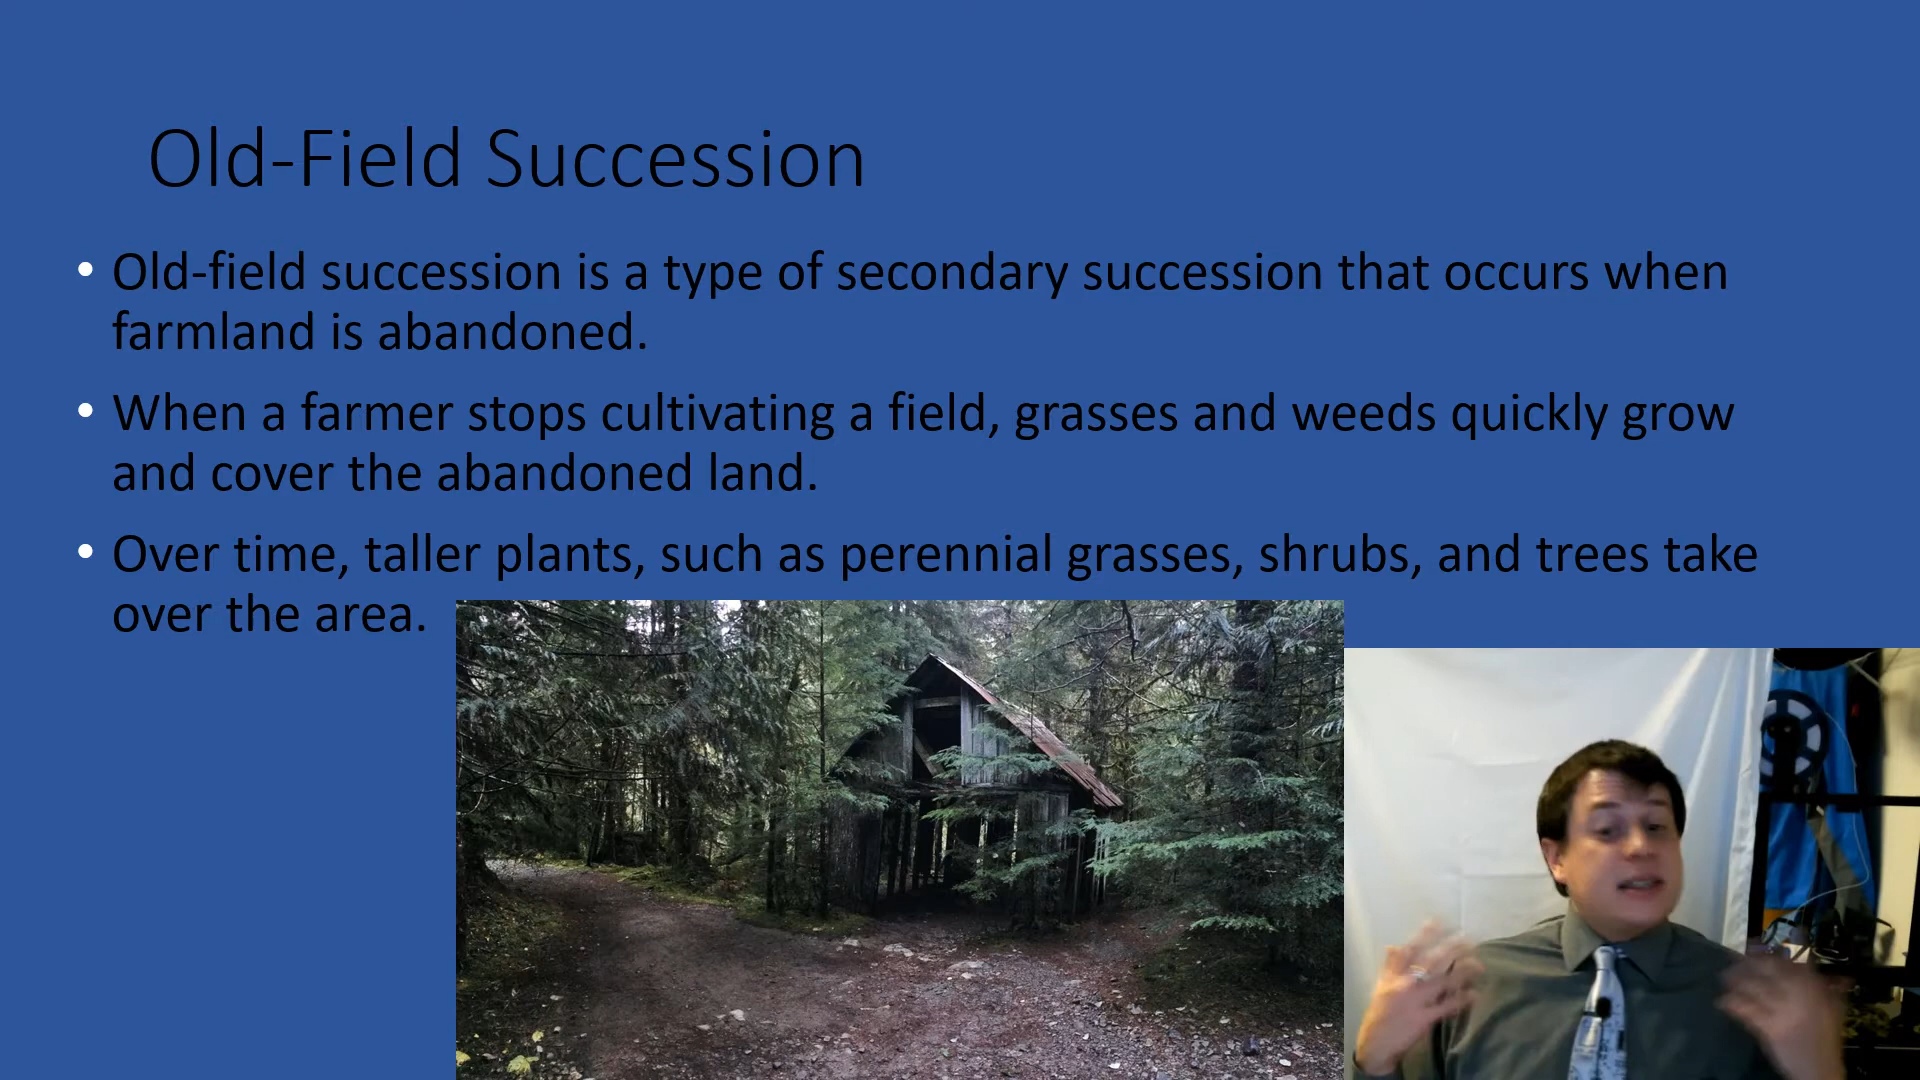 Old-Field Succession
• Old-field succession is a type of secondary succession that occurs when
farmland is abandoned.
• When a farmer stops cultivating a field, grasses and weeds quickly grow
and cover the abandoned land.
• Over time, taller plants, such as perennial grasses, shrubs, and trees take
over the area.